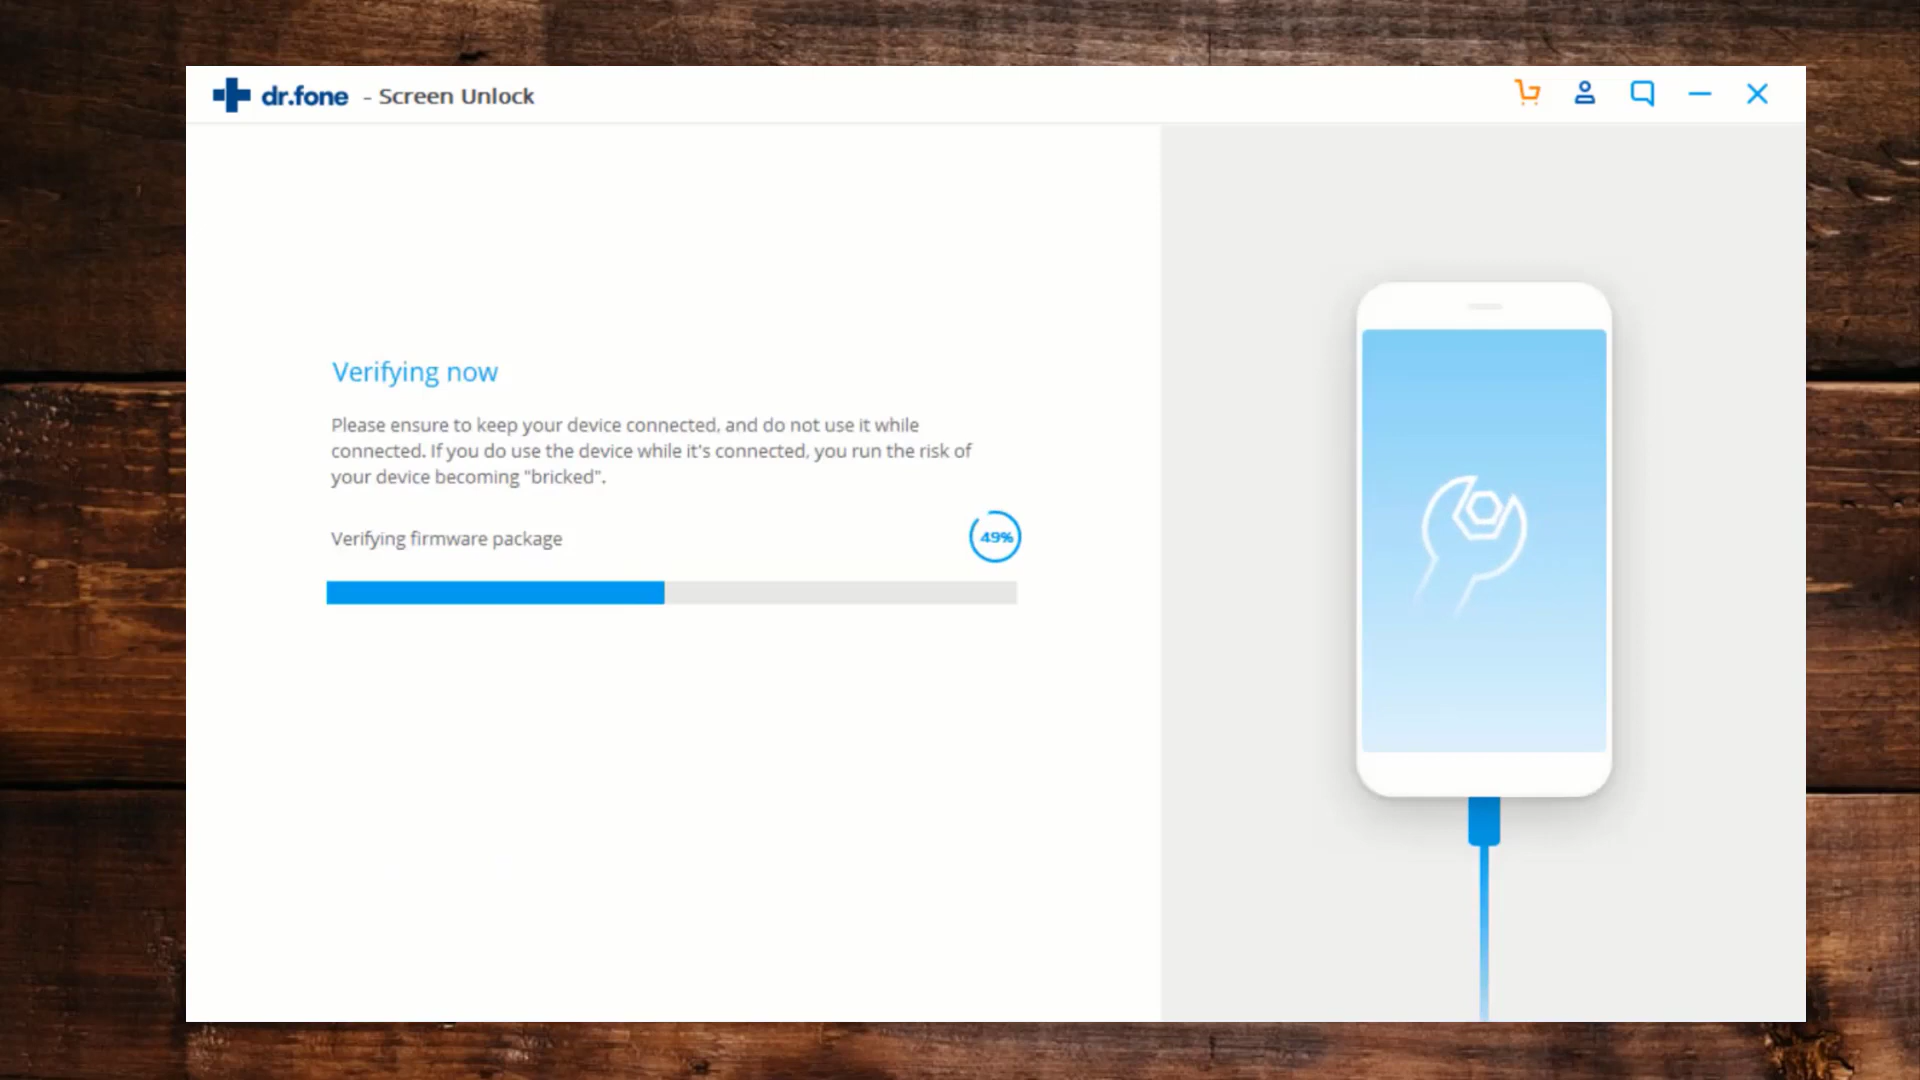 dr.fone - Screen Unlock
Verifying now
Please ensure to keep your device connected, and do not use it while
connected. If you do use the device while it's connected, you run the risk of
your device becoming "bricked".
Verifying firmware package
49%